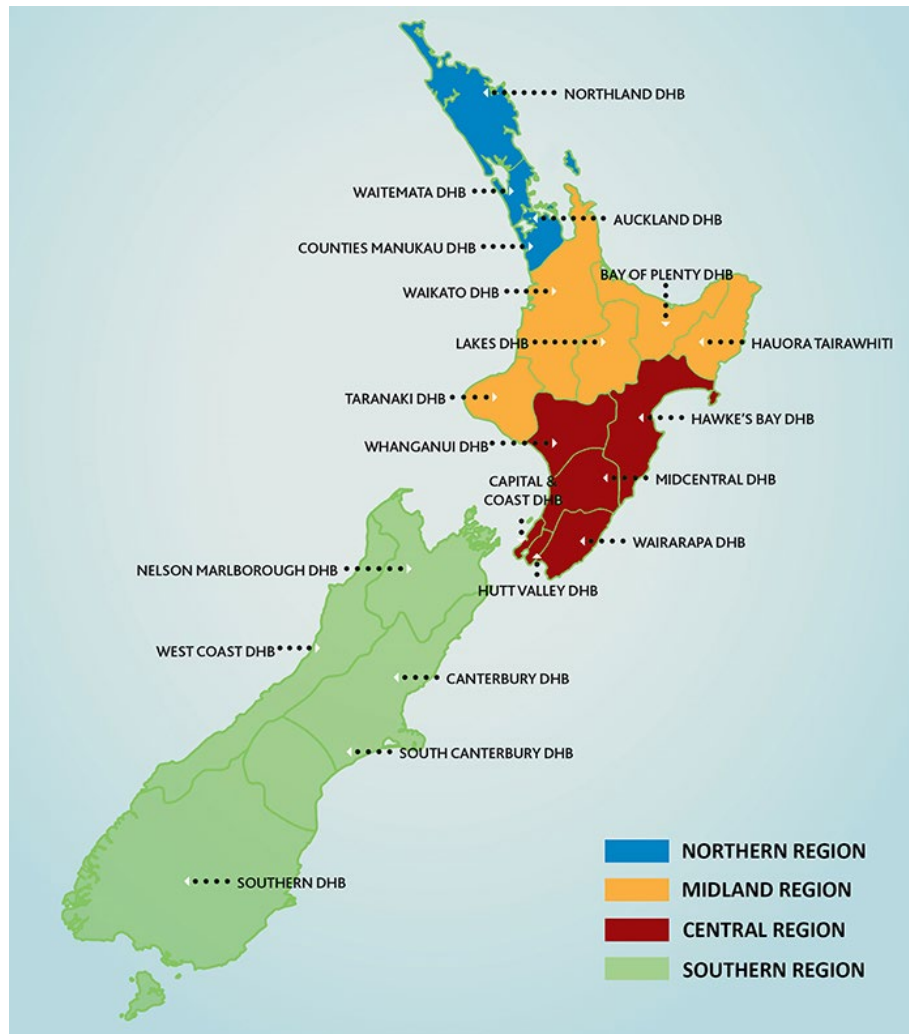 NORTHLAND DHB
WAITEMATA DHB
AUCKLAND DHB
COUNTIES MANUKAU DHB
BAY OF PLENTY DHB
WAIKATO DHB
LAKES DHB
HAUORA TAIRAWHITI
TARANAKI DHB
HAWKE'S BAY DHB
WHANGANUI DHB
CAPITAL &
COAST DHB
MIDCENTRAL DHB
WAIRARAPA DHB
NELSON MARLBOROUGH DHB
HUTT VALLEY DHB
WEST COAST DHB
CANTERBURY DHB
SOUTH CANTERBURY DHB
SOUTHERN DHB
NORTHERN REGION
MIDLAND REGION
CENTRAL REGION
SOUTHERN REGION